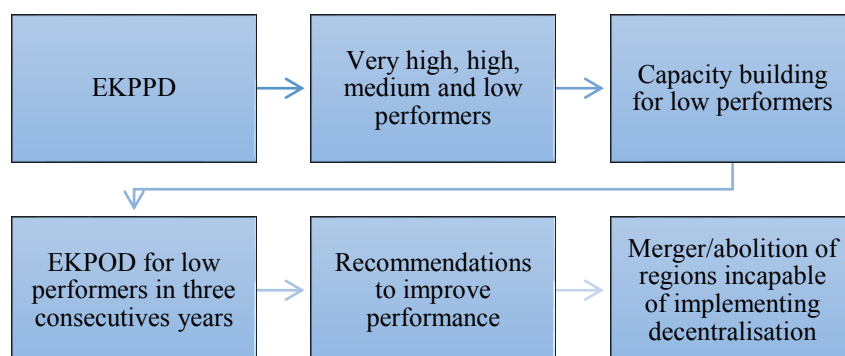 EKPPD
Very high, high,
medium and low
performers
Capacity building
for low performers
EKPOD for low
performers in three
consecutives years
Recommendations
to improve
performance
Merger/abolition of
regions incapable
of implementing
decentralisation